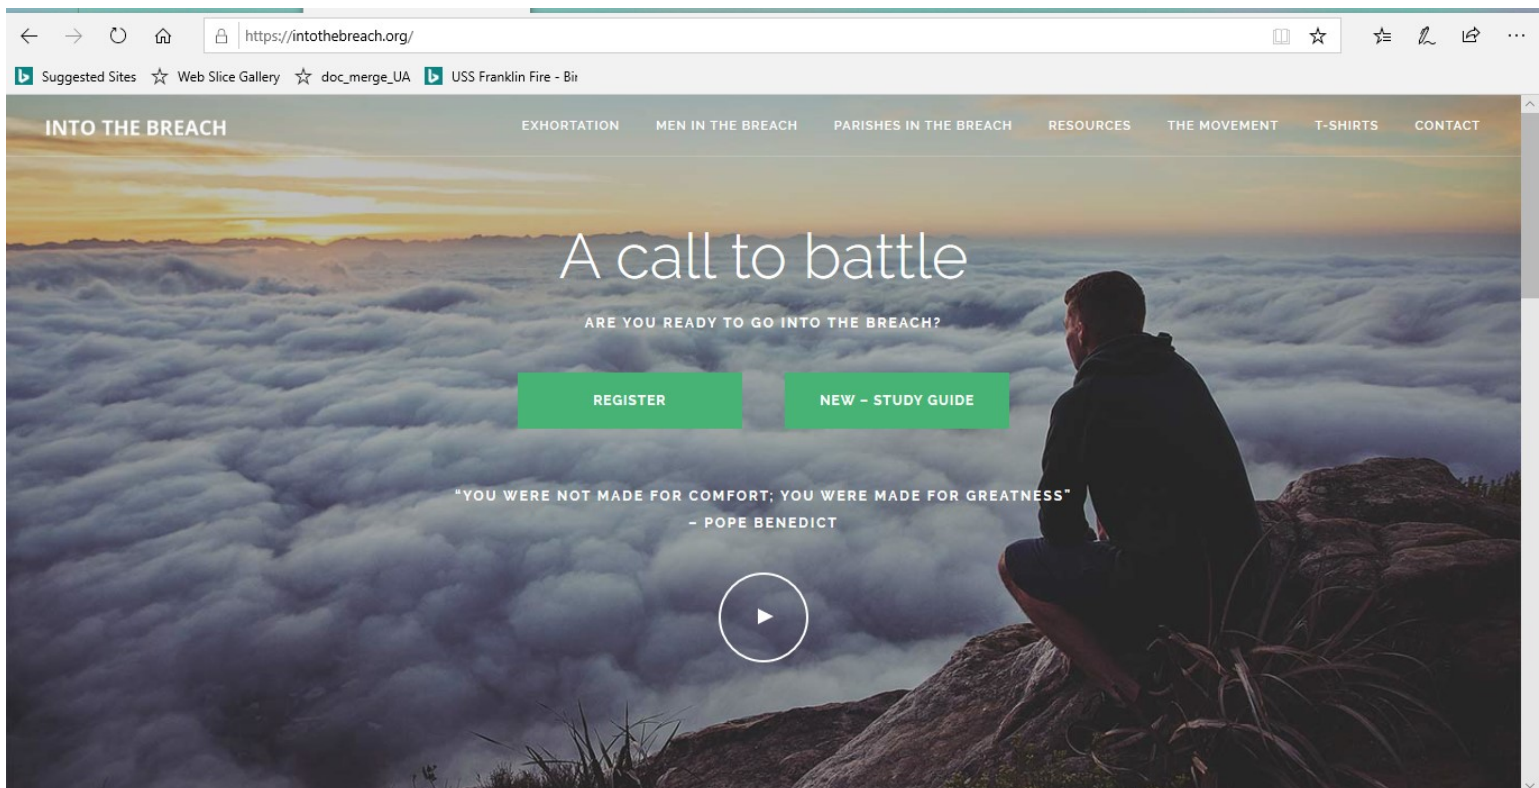 https://intothebreach.org/
Suggested Sites Web Slice Gallery doc_merge_UA USS Franklin Fire - Bir
INTO THE BREACH EXHORTATION MEN IN THE BREACH PARISHES IN THE BREACH RESOURCES THE MOVEMENT T-SHIRTS CONTACT
A call to battle
ARE YOU READY TO GO INTO THE BREACH?
REGISTER NEW – STUDY GUIDE
"YOU WERE NOT MADE FOR COMFORT; YOU WERE MADE FOR GREATNESS"
– POPE BENEDICT